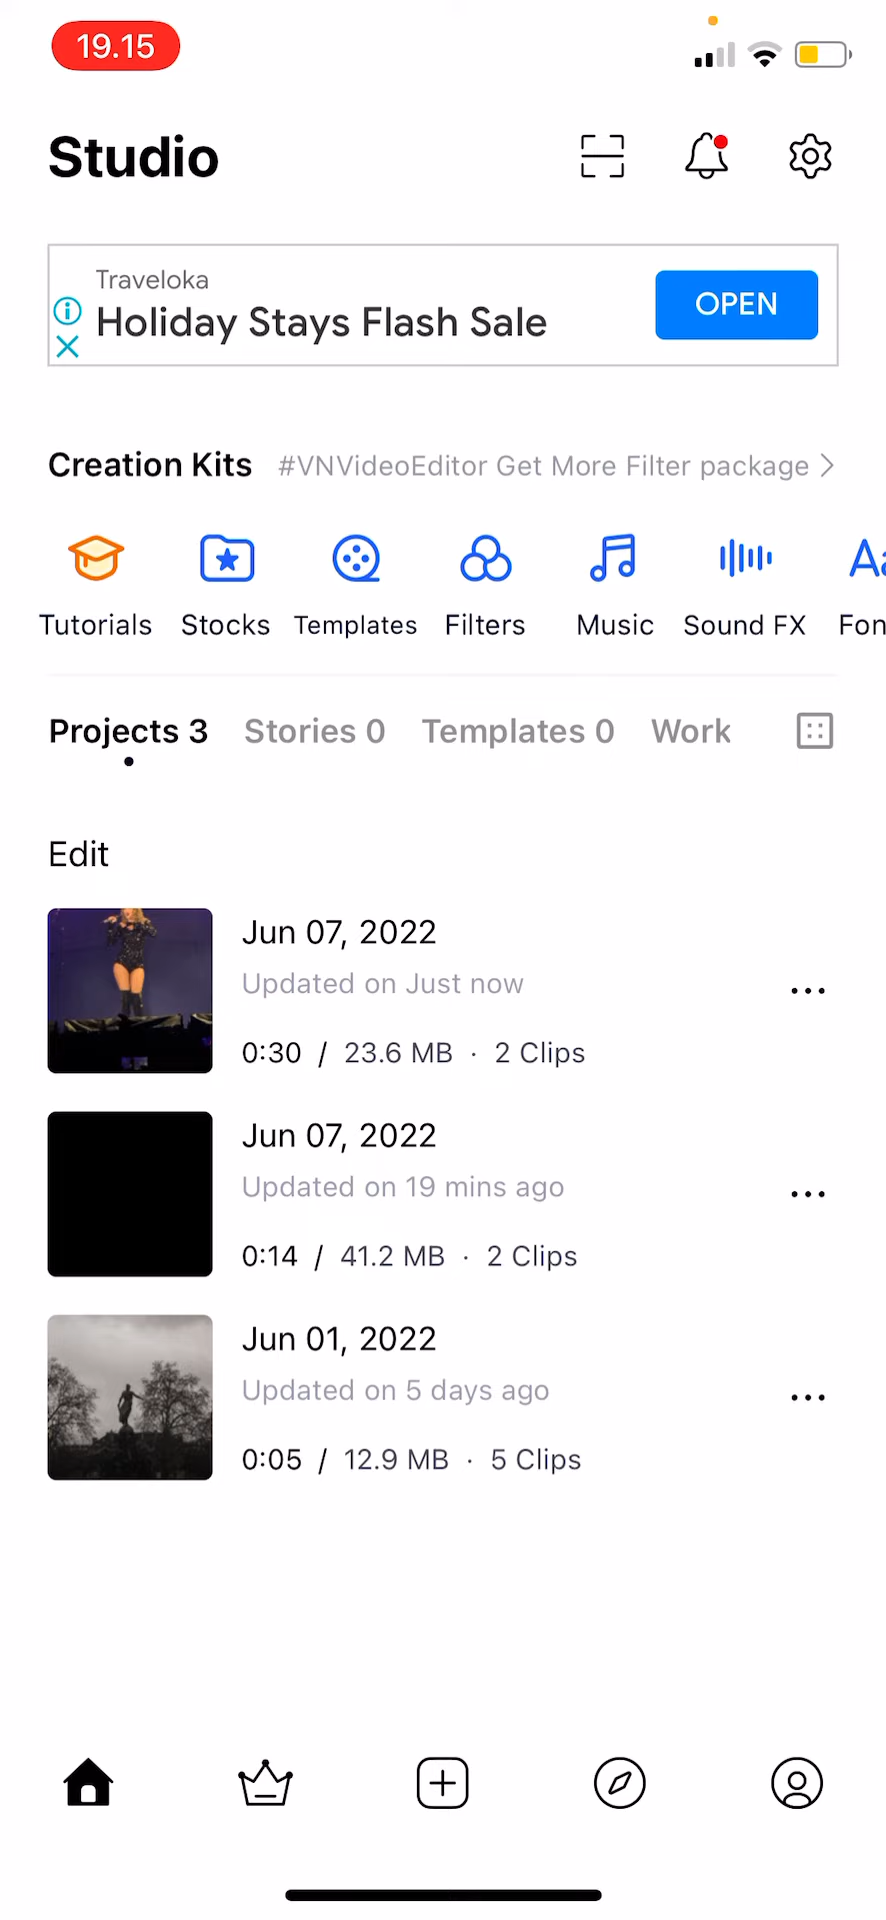 19.15
Studio
Traveloka
Holiday Stays Flash Sale
OPEN
Creation Kits #VNVideoEditor Get More Filter package
Tutorials Stocks Templates Filters Music Sound FX Fon
Projects 3 Stories 0 Templates 0 Work
Edit
Jun 07, 2022
Updated on Just now
0:30 / 23.6 MB · 2 Clips
Jun 07, 2022
Updated on 19 mins ago
0:14 / 41.2 MB · 2 Clips
Jun 01, 2022
Updated on 5 days ago
0:05 / 12.9 MB · 5 Clips